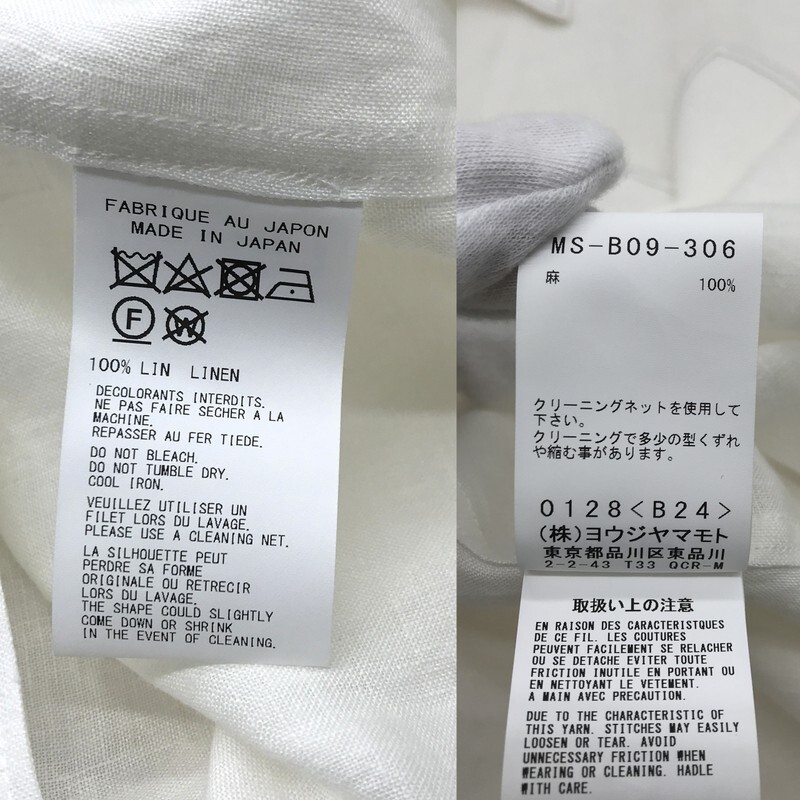 FABRIQUE AU JAPON
MADE IN JAPAN
F
W
100% LIN LINEN
DECOLORANTS INTERDITS.
NE PAS FAIRE SECHER A LA
MACHINE.
REPASSER AU FER TIEDE.
DO NOT BLEACH.
DO NOT TUMBLE DRY.
COOL IRON.
VEUILLEZ UTILISER UN
FILET LORS DU LAVAGE.
PLEASE USE A CLEANING NET.
LA SILHOUETTE PEUT
PERDRE SA FORME
ORIGINALE OU RETRECIR
LORS DU LAVAGE.
THE SHAPE COULD SLIGHTLY
COME DOWN OR SHRINK
IN THE EVENT OF CLEANING.
MS-B09-306
麻 100%
クリーニングネットを使用して
下さい。
クリーニングで多少の型くずれ
や縮む事があります。
0128<B24>
(株)ヨウジヤマモト
東京都品川区東品川
2-2-43 T33 QCR-M
取扱い上の注意
EN RAISON DES CARACTERISTQUES
DE CE FIL. LES COUTURES
PEUVENT FACILEMENT SE RELACHER
OU SE DETACHE EVITER TOUTE
FRICTION INUTILE EN PORTANT OU
EN NETTOYANT LE VETEMENT.
A MAIN AVEC PRECAUTION.
DUE TO THE CHARACTERISTIC OF
THIS YARN. STITCHES MAY EASILY
LOOSEN OR TEAR. AVOID
UNNECESSARY FRICTION WHEN
WEARING OR CLEANING. HADLE
WITH CARE.